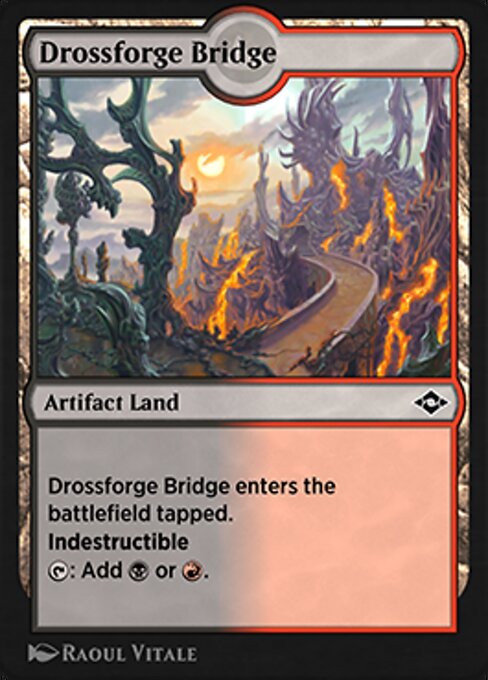 Drossforge Bridge
Artifact Land
Drossforge Bridge enters the
battlefield tapped.
Indestructible
: Add or .
Raoul Vitale